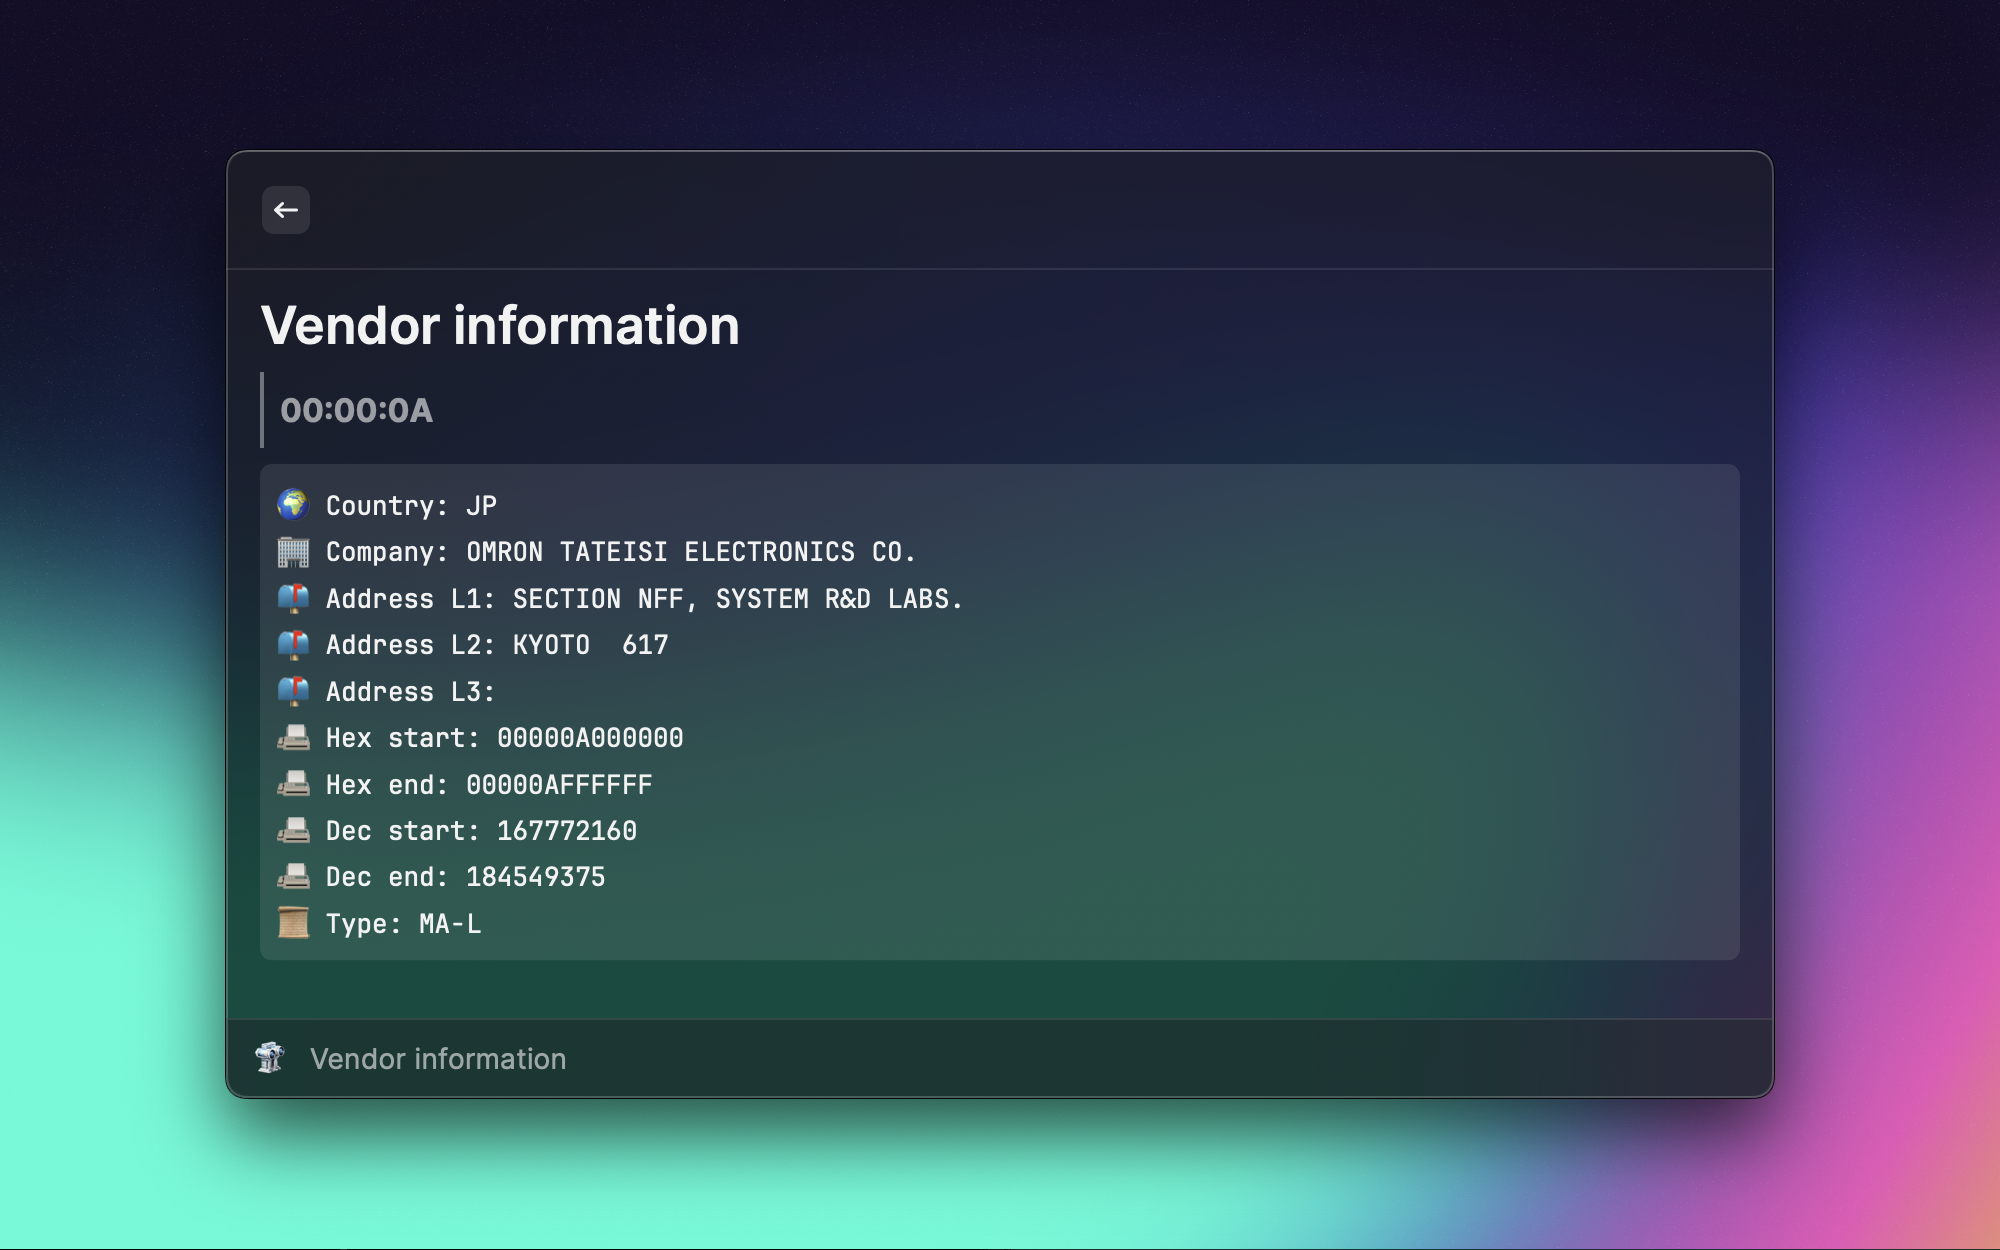 Vendor information
00:00:0A
Country: JP
Company: OMRON TATEISI ELECTRONICS CO.
Address L1: SECTION NFF, SYSTEM R&D LABS.
Address L2: KYOTO  617
Address L3:
Hex start: 00000A000000
Hex end: 00000AFFFFFF
Dec start: 167772160
Dec end: 184549375
Type: MA-L
Vendor information